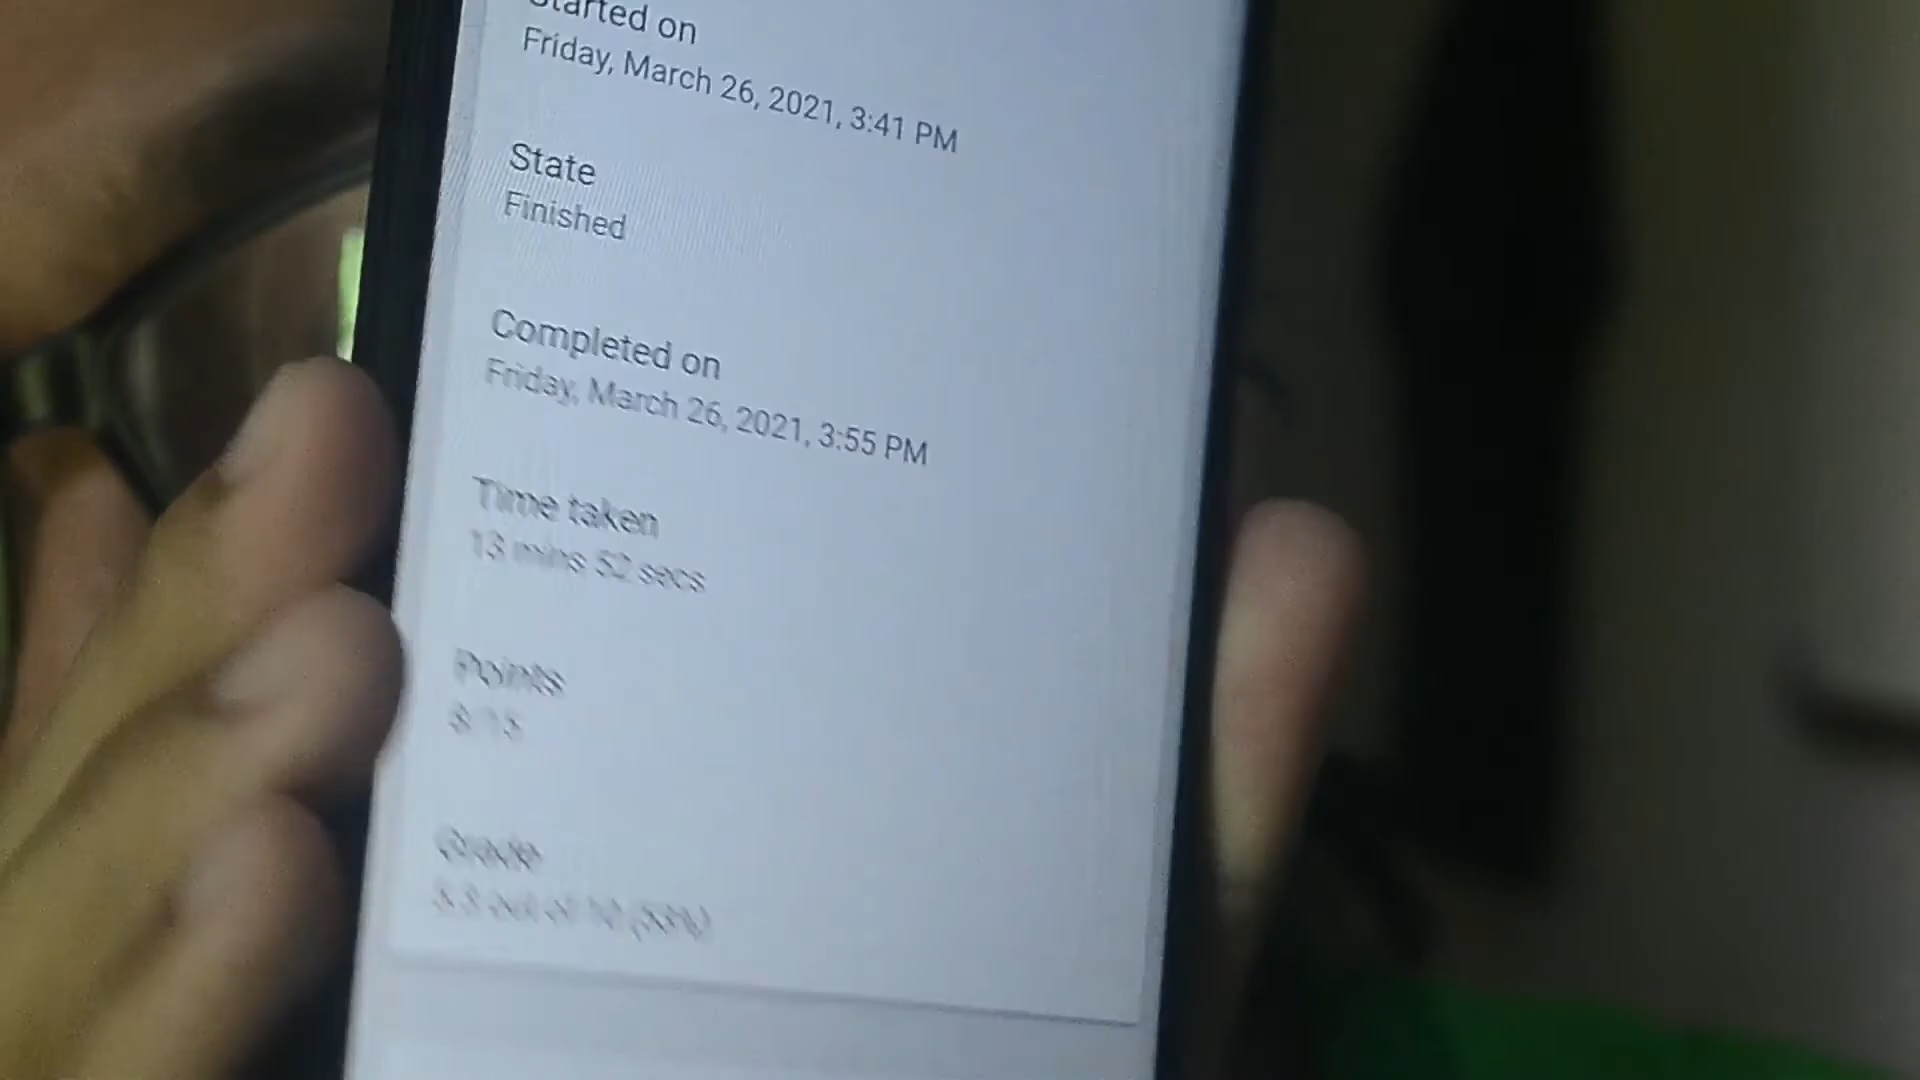 Started on
Friday, March 26, 2021, 3:41 PM
State
Finished
Completed on
Friday, March 26, 2021, 3:55 PM
Time taken
13 mins 52 secs
Points
Grade